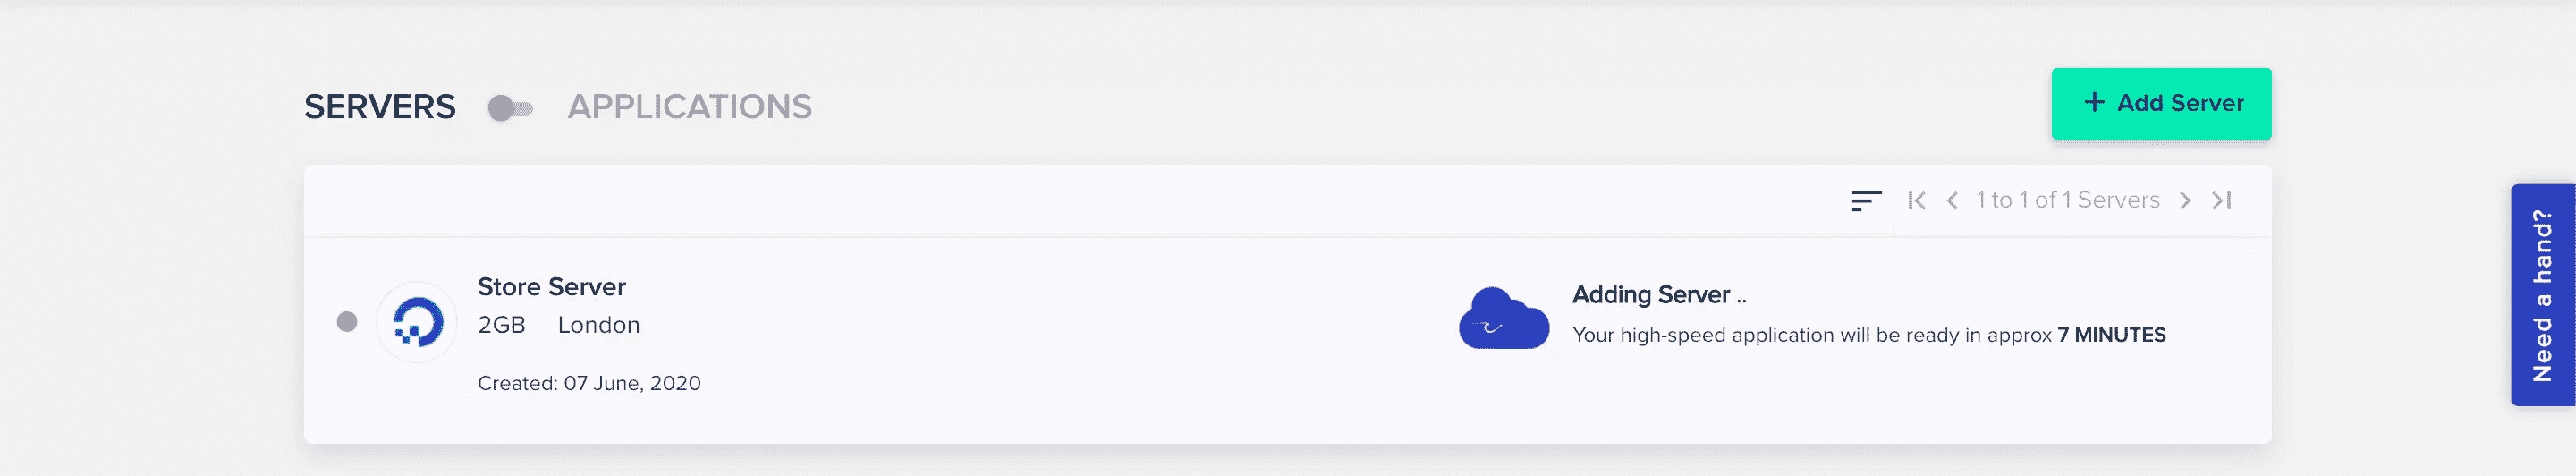 SERVERS APPLICATIONS
+ Add Server
1 to 1 of 1 Servers
Store Server
2GB London
Created: 07 June, 2020
Adding Server ..
Your high-speed application will be ready in approx 7 MINUTES
Need a hand?